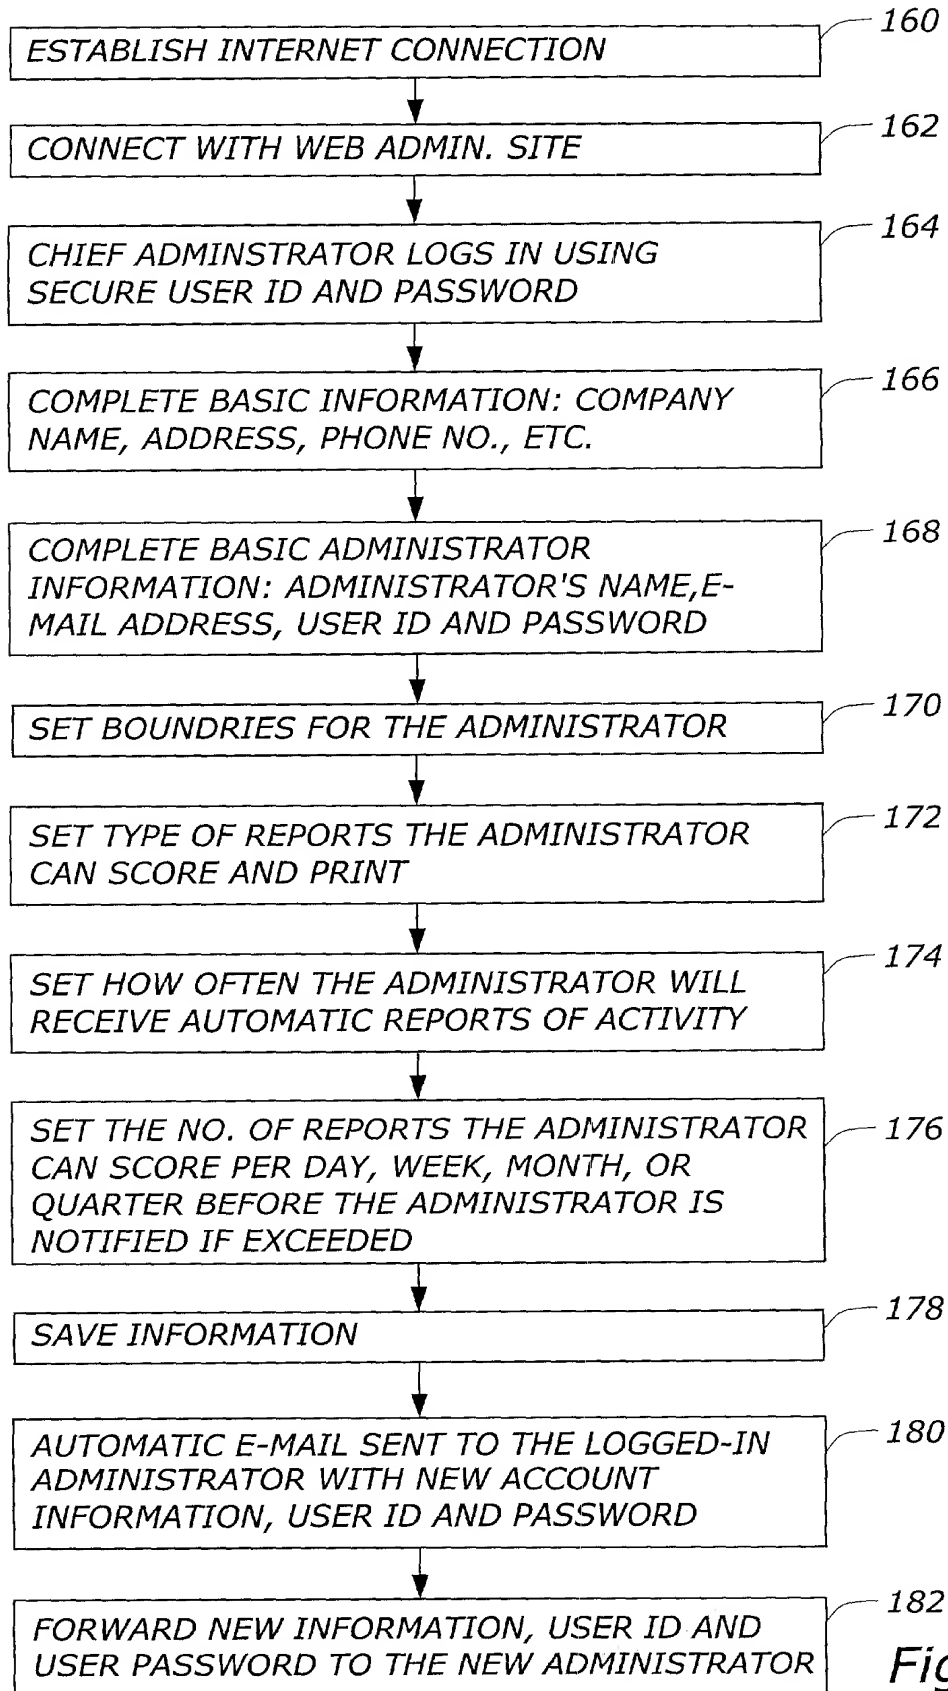 160
ESTABLISH INTERNET CONNECTION
162
CONNECT WITH WEB ADMIN. SITE
164
CHIEF ADMINSTRATOR LOGS IN USING
SECURE USER ID AND PASSWORD
166
COMPLETE BASIC INFORMATION: COMPANY
NAME, ADDRESS, PHONE NO., ETC.
168
COMPLETE BASIC ADMINISTRATOR
INFORMATION: ADMINISTRATOR'S NAME,E-
MAIL ADDRESS, USER ID AND PASSWORD
170
SET BOUNDRIES FOR THE ADMINISTRATOR
172
SET TYPE OF REPORTS THE ADMINISTRATOR
CAN SCORE AND PRINT
174
SET HOW OFTEN THE ADMINISTRATOR WILL
RECEIVE AUTOMATIC REPORTS OF ACTIVITY
176
SET THE NO. OF REPORTS THE ADMINISTRATOR
CAN SCORE PER DAY, WEEK, MONTH, OR
QUARTER BEFORE THE ADMINISTRATOR IS
NOTIFIED IF EXCEEDED
178
SAVE INFORMATION
180
AUTOMATIC E-MAIL SENT TO THE LOGGED-IN
ADMINISTRATOR WITH NEW ACCOUNT
INFORMATION, USER ID AND PASSWORD
182
FORWARD NEW INFORMATION, USER ID AND
USER PASSWORD TO THE NEW ADMINISTRATOR
Fig